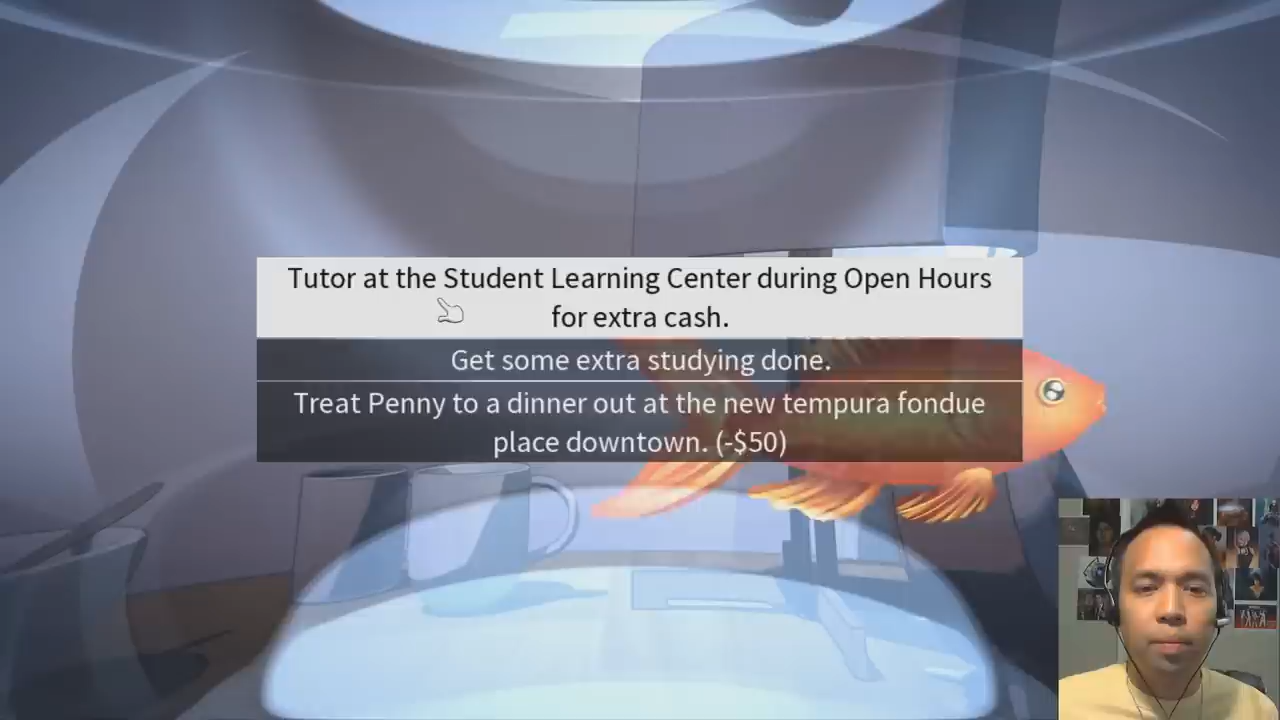 Tutor at the Student Learning Center during Open Hours
for extra cash.
Get some extra studying done.
Treat Penny to a dinner out at the new tempura fondue
place downtown. (-$50)